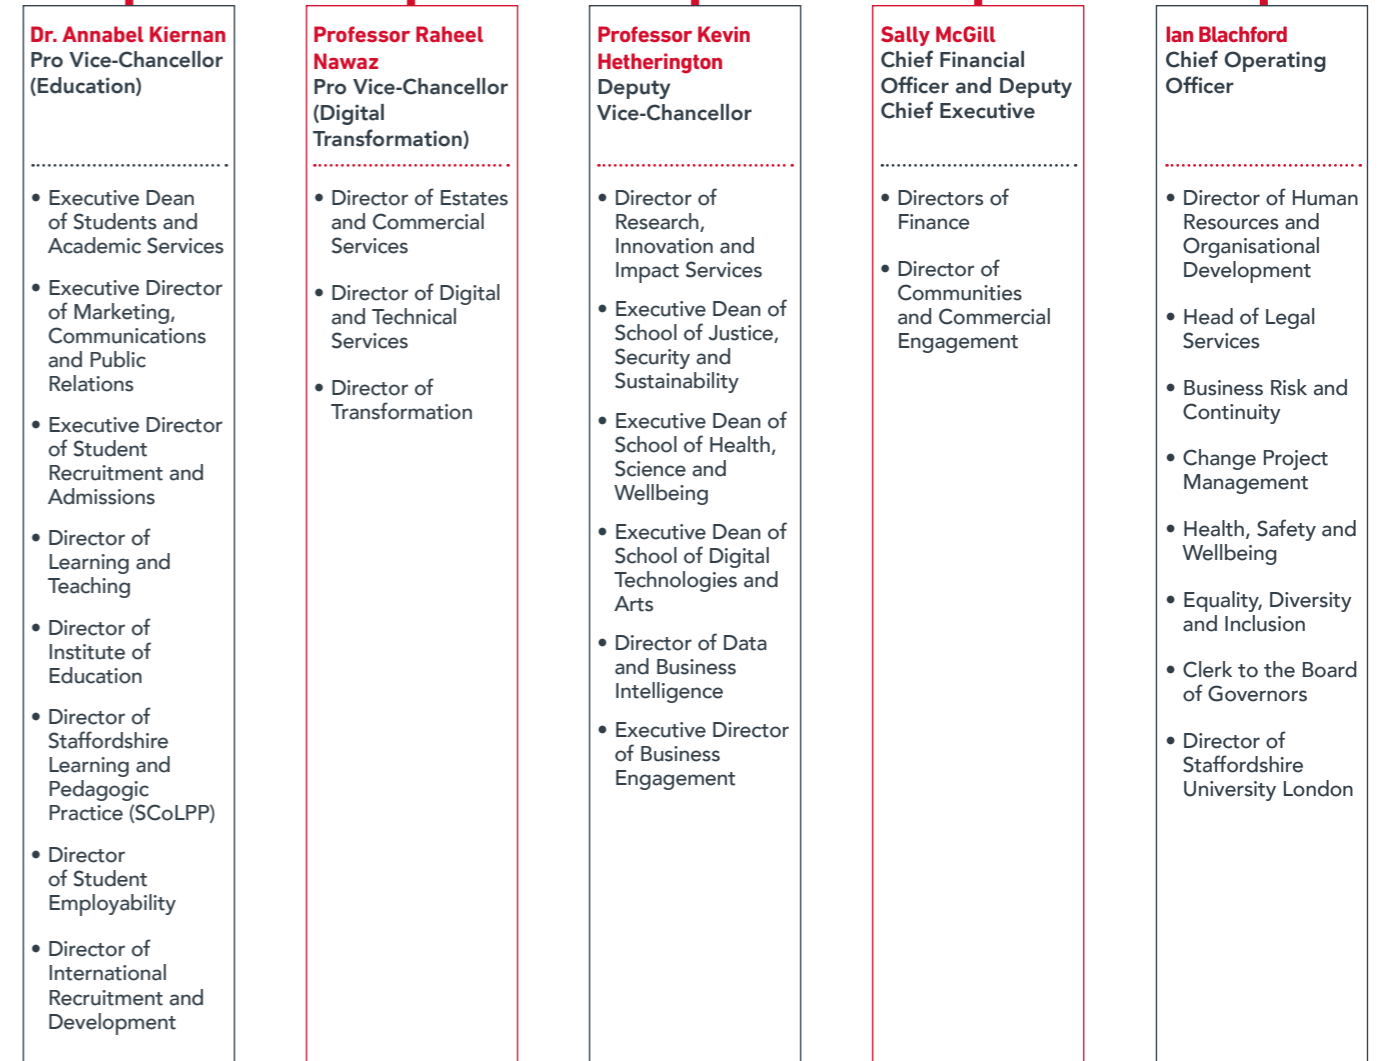 Dr. Annabel Kiernan
Pro Vice-Chancellor
(Education)
• Executive Dean
of Students and
Academic Services
• Executive Director
of Marketing,
Communications
and Public
Relations
• Executive Director
of Student
Recruitment and
Admissions
• Director of
Learning and
Teaching
• Director of
Institute of
Education
• Director of
Staffordshire
Learning and
Pedagogic
Practice (SCoLPP)
• Director
of Student
Employability
• Director of
International
Recruitment and
Development
Professor Raheel
Nawaz
Pro Vice-Chancellor
(Digital
Transformation)
• Director of Estates
and Commercial
Services
• Director of Digital
and Technical
Services
• Director of
Transformation
Professor Kevin
Hetherington
Deputy
Vice-Chancellor
• Director of
Research,
Innovation and
Impact Services
• Executive Dean of
School of Justice,
Security and
Sustainability
• Executive Dean of
School of Health,
Science and
Wellbeing
• Executive Dean of
School of Digital
Technologies and
Arts
• Director of Data
and Business
Intelligence
• Executive Director
of Business
Engagement
Sally McGill
Chief Financial
Officer and Deputy
Chief Executive
• Directors of
Finance
• Director of
Communities
and Commercial
Engagement
Ian Blachford
Chief Operating
Officer
• Director of Human
Resources and
Organisational
Development
• Head of Legal
Services
• Business Risk and
Continuity
• Change Project
Management
• Health, Safety and
Wellbeing
• Equality, Diversity
and Inclusion
• Clerk to the Board
of Governors
• Director of
Staffordshire
University London